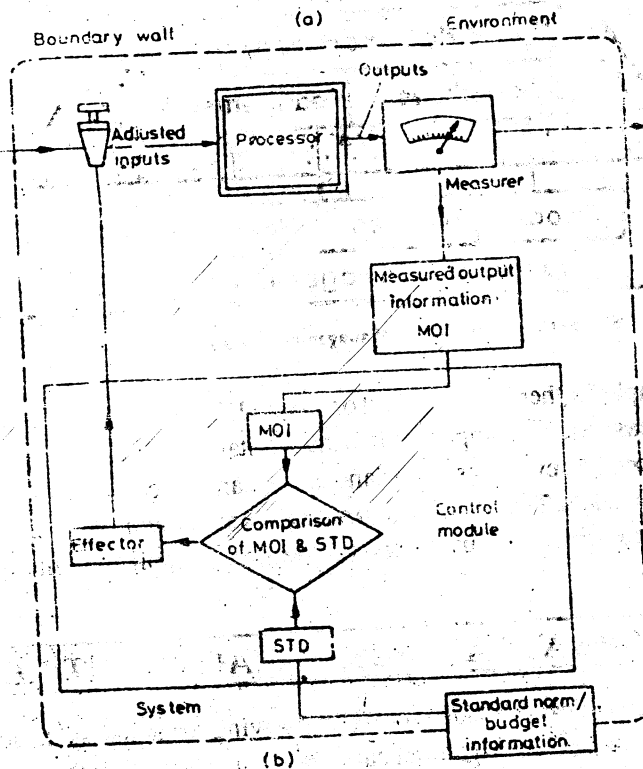 (a)
Boundary wall
Environment
Outputs
Adjusted
inputs
Processor
Measurer
Measured output
information
MOI
MOI
Control
module
Comparison
of MOI & STD
Effector
STD
System
Standard norm/
budget
information.
(b)